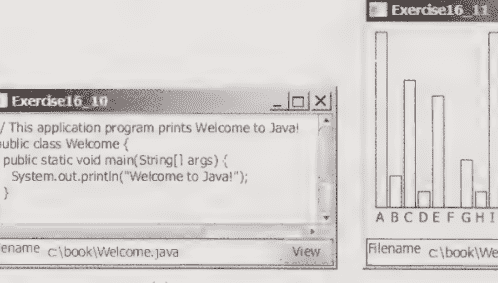 Exercise16_10
/ This application program prints Welcome to Java!
public class Welcome {
public static void main(String[] args) {
System.out.println("Welcome to Java!");
}
ename c:\book\Welcome.java View
Exercise16_11
A B C D E F G H I
Filename c:\book\We